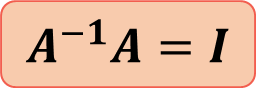 A⁻¹A = I